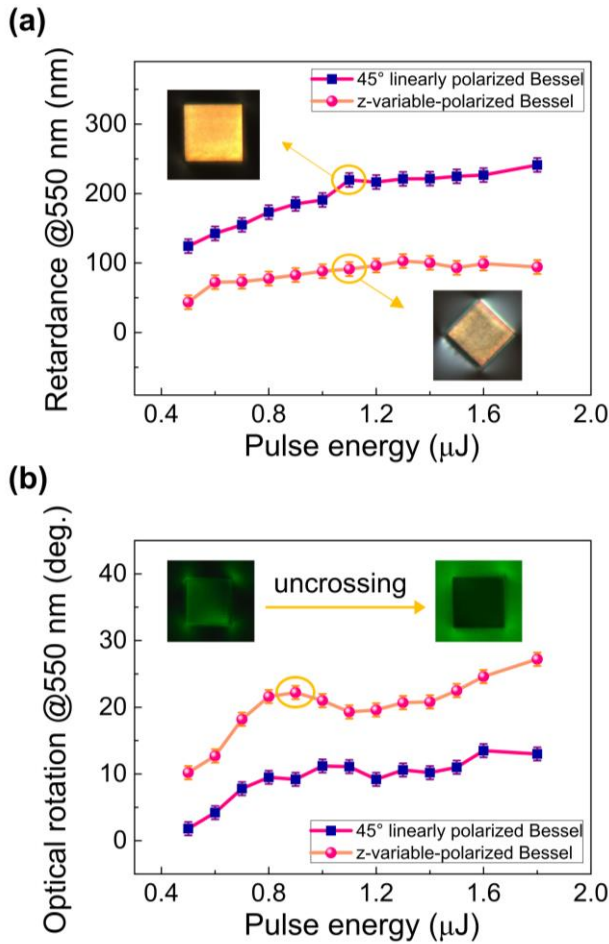 (a)
Retardance @550 nm (nm)
300
200
100
0
45° linearly polarized Bessel
z-variable-polarized Bessel
0.4 0.8 1.2 1.6 2.0
Pulse energy (μJ)
(b)
Optical rotation @550 nm (deg.)
40
30
20
10
0
uncrossing
45° linearly polarized Bessel
z-variable-polarized Bessel
0.4 0.8 1.2 1.6 2.0
Pulse energy (μJ)